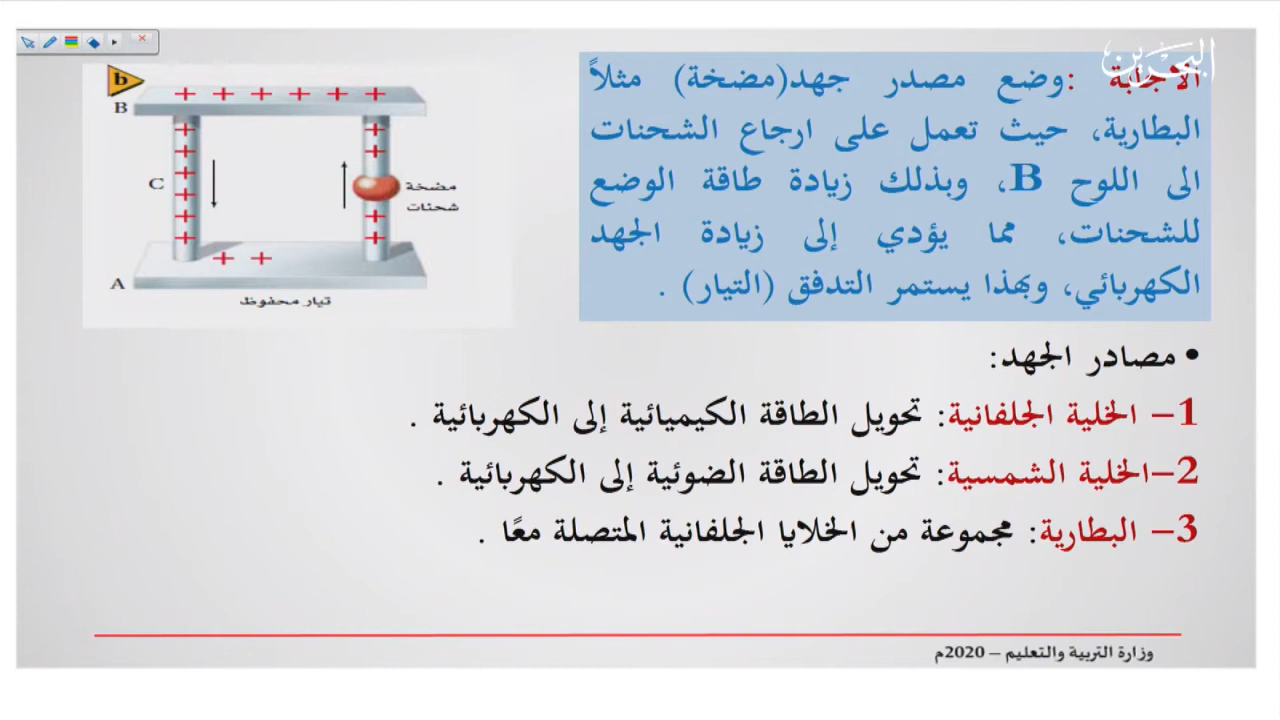 البحرين
الاجابة :وضع مصدر جهد(مضخة) مثلاً
البطارية، حيث تعمل على ارجاع الشحنات
الى اللوح B، وبذلك زيادة طاقة الوضع
للشحنات، مما يؤدي إلى زيادة الجهد
الكهربائي، وبهذا يستمر التدفق (التيار) .
b
B
C
مضخة
شحنات
A
تيار محفوظ
• مصادر الجهد:
1– الخلية الجلفانية: تحويل الطاقة الكيميائية إلى الكهربائية .
2–الخلية الشمسية: تحويل الطاقة الضوئية إلى الكهربائية .
3– البطارية: مجموعة من الخلايا الجلفانية المتصلة معًا .
وزارة التربية والتعليم – 2020م